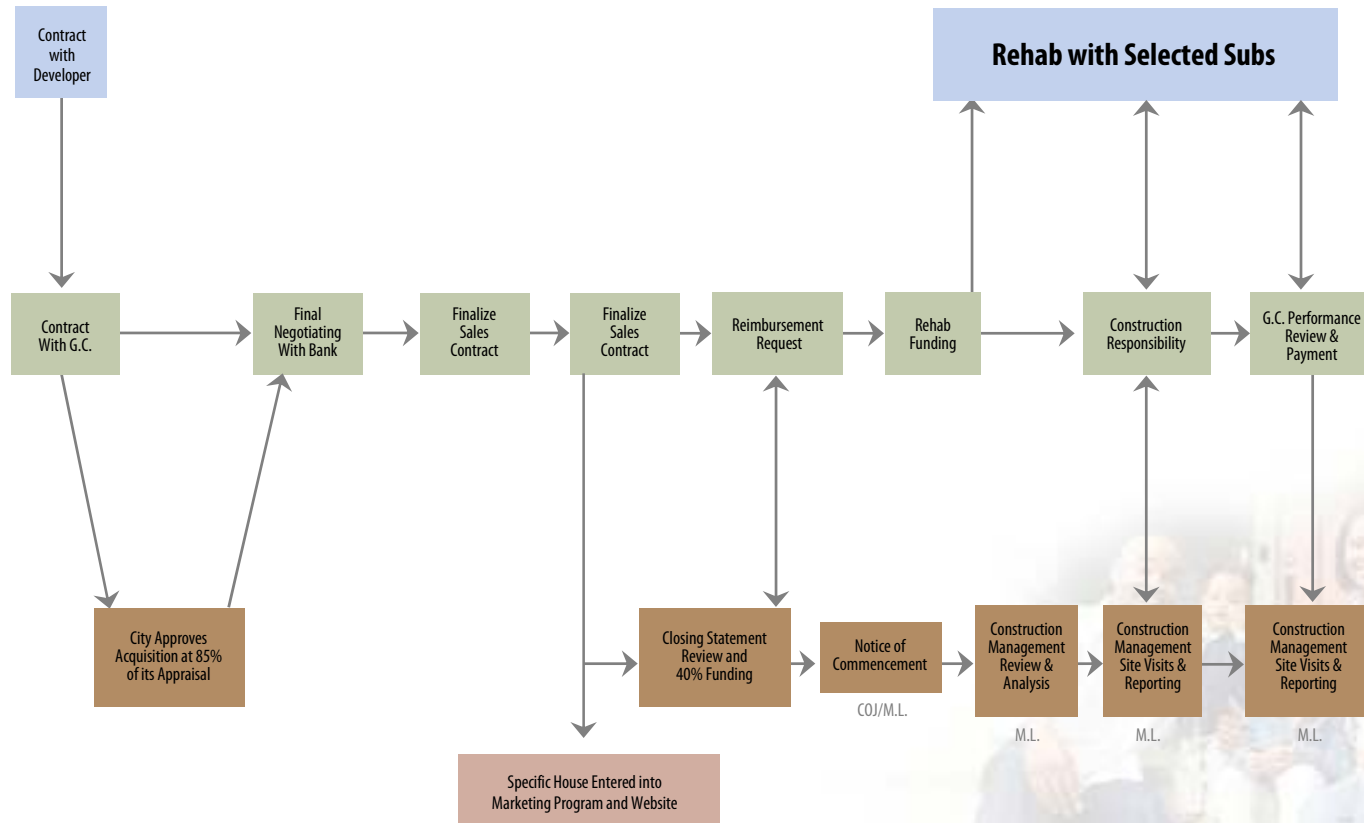 Contract
with
Developer
Rehab with Selected Subs
Contract
With G.C.
Final
Negotiating
With Bank
Finalize
Sales
Contract
Finalize
Sales
Contract
Reimbursement
Request
Rehab
Funding
Construction
Responsibility
G.C. Performance
Review &
Payment
City Approves
Acquisition at 85%
of its Appraisal
Closing Statement
Review and
40% Funding
Notice of
Commencement
COJ/M.L.
Construction
Management
Review &
Analysis
M.L.
Construction
Management
Site Visits &
Reporting
M.L.
Construction
Management
Site Visits &
Reporting
M.L.
Specific House Entered into
Marketing Program and Website